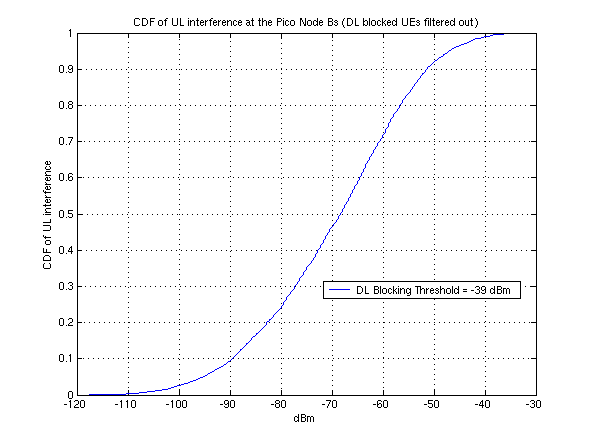 CDF of UL interference at the Pico Node Bs (DL blocked UEs filtered out)
1
0.9
0.8
0.7
0.6
0.5
0.4
0.3
0.2
0.1
0
CDF of UL interference
DL Blocking Threshold = -39 dBm
-120 -110 -100 -90 -80 -70 -60 -50 -40 -30
dBm